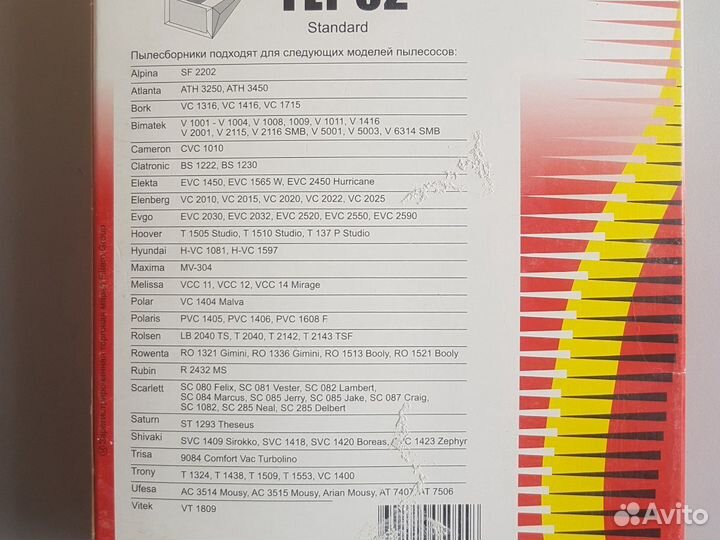 Standard
Пылесборники подходят для следующих моделей пылесосов:
Alpina SF 2202
Atlanta ATH 3250, ATH 3450
Bork VC 1316, VC 1416, VC 1715
Bimatek V 1001 - V 1004, V 1008, 1009, V 1011, V 1416
V 2001, V 2115, V 2116 SMB, V 5001, V 5003, V 6314 SMB
Cameron CVC 1010
Clatronic BS 1222, BS 1230
Elekta EVC 1450, EVC 1565 W, EVC 2450 Hurricane
Elenberg VC 2010, VC 2015, VC 2020, VC 2022, VC 2025
Evgo EVC 2030, EVC 2032, EVC 2520, EVC 2550, EVC 2590
Hoover T 1505 Studio, T 1510 Studio, T 137 P Studio
Hyundai H-VC 1081, H-VC 1597
Maxima MV-304
Melissa VCC 11, VCC 12, VCC 14 Mirage
Polar VC 1404 Malva
Polaris PVC 1405, PVC 1406, PVC 1608 F
Rolsen LB 2040 TS, T 2040, T 2142, T 2143 TSF
Rowenta RO 1321 Gimini, RO 1336 Gimini, RO 1513 Booly, RO 1521 Booly
Rubin R 2432 MS
Scarlett SC 080 Felix, SC 081 Vester, SC 082 Lambert,
SC 084 Marcus, SC 085 Jerry, SC 085 Jake, SC 087 Craig,
SC 1082, SC 285 Neal, SC 285 Delbert
Saturn ST 1293 Theseus
Shivaki SVC 1409 Sirokko, SVC 1418, SVC 1420 Boreas, SVC 1423 Zephyr
Trisa 9084 Comfort Vac Turbolino
Trony T 1324, T 1438, T 1509, T 1553, VC 1400
Ufesa AC 3514 Mousy, AC 3515 Mousy, Arian Mousy, AT 7407, AT 7506
Vitek VT 1809
зарегистрированная торговая марка Filtero Group
Avito